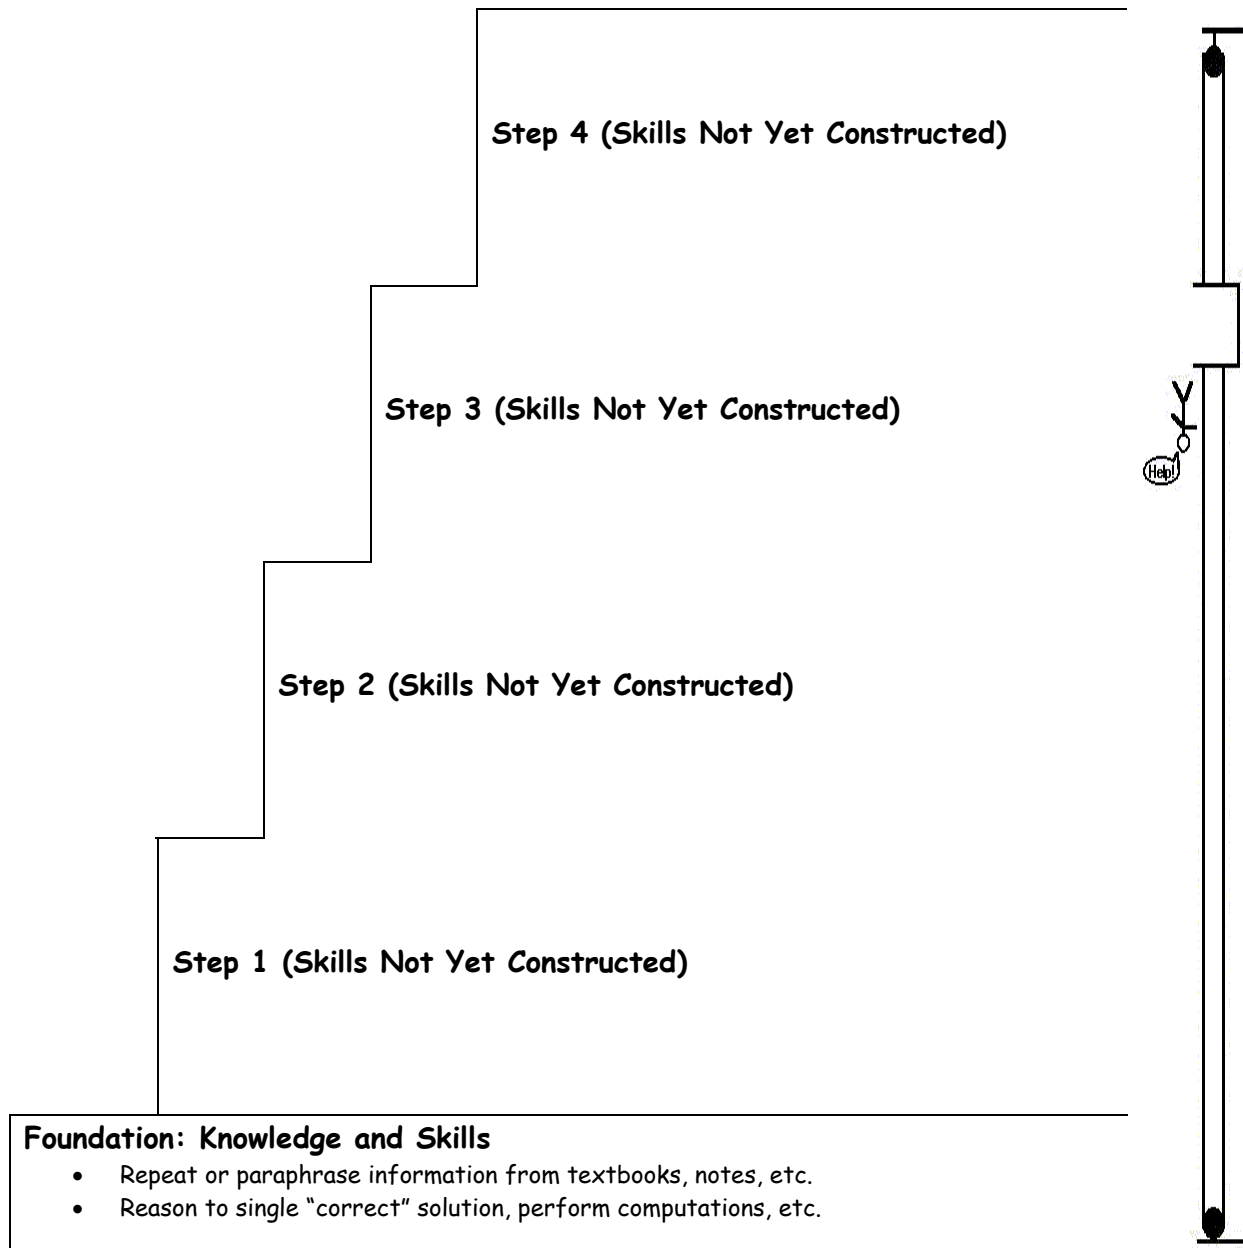 Step 4 (Skills Not Yet Constructed)
Step 3 (Skills Not Yet Constructed)
Help!
Step 2 (Skills Not Yet Constructed)
Step 1 (Skills Not Yet Constructed)
Foundation: Knowledge and Skills
• Repeat or paraphrase information from textbooks, notes, etc.
• Reason to single “correct” solution, perform computations, etc.